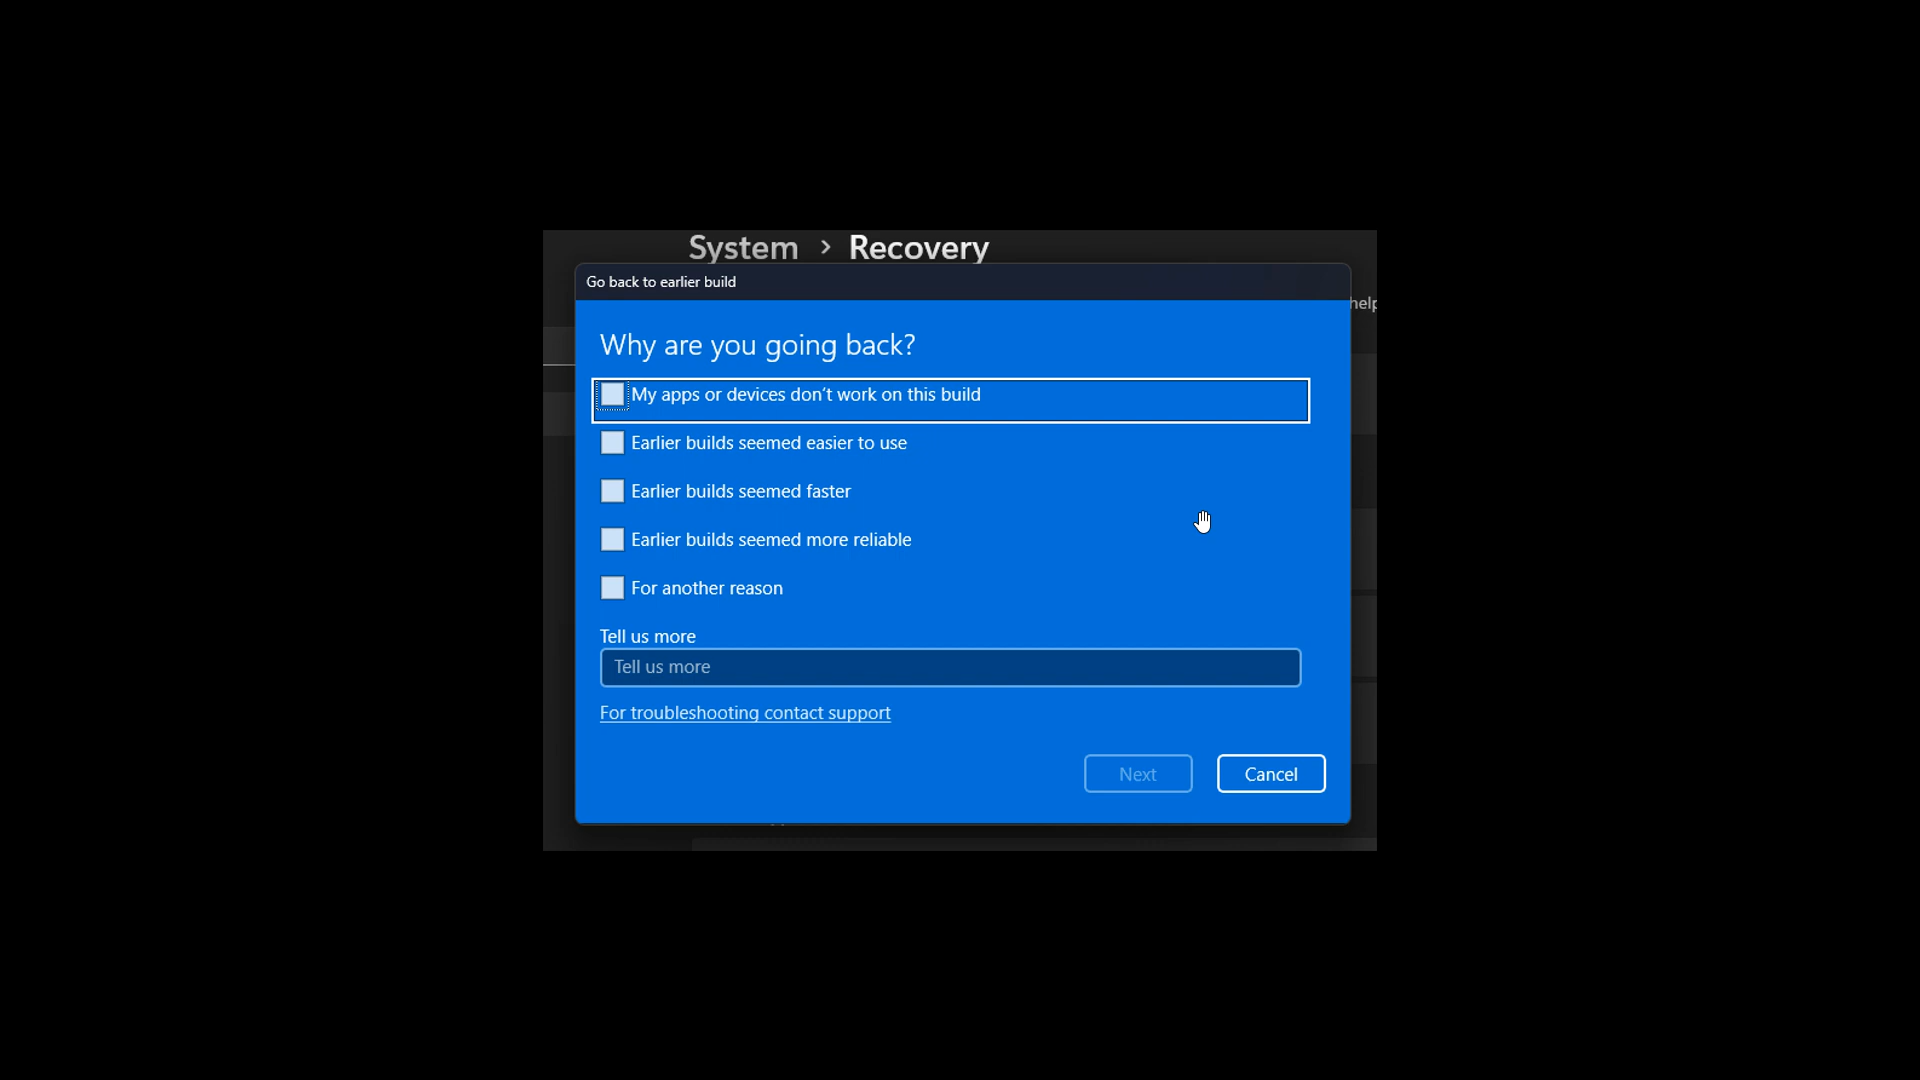 System > Recovery
Go back to earlier build
help
Why are you going back?
My apps or devices don't work on this build
Earlier builds seemed easier to use
Earlier builds seemed faster
Earlier builds seemed more reliable
For another reason
Tell us more
Tell us more
For troubleshooting contact support
Next
Cancel